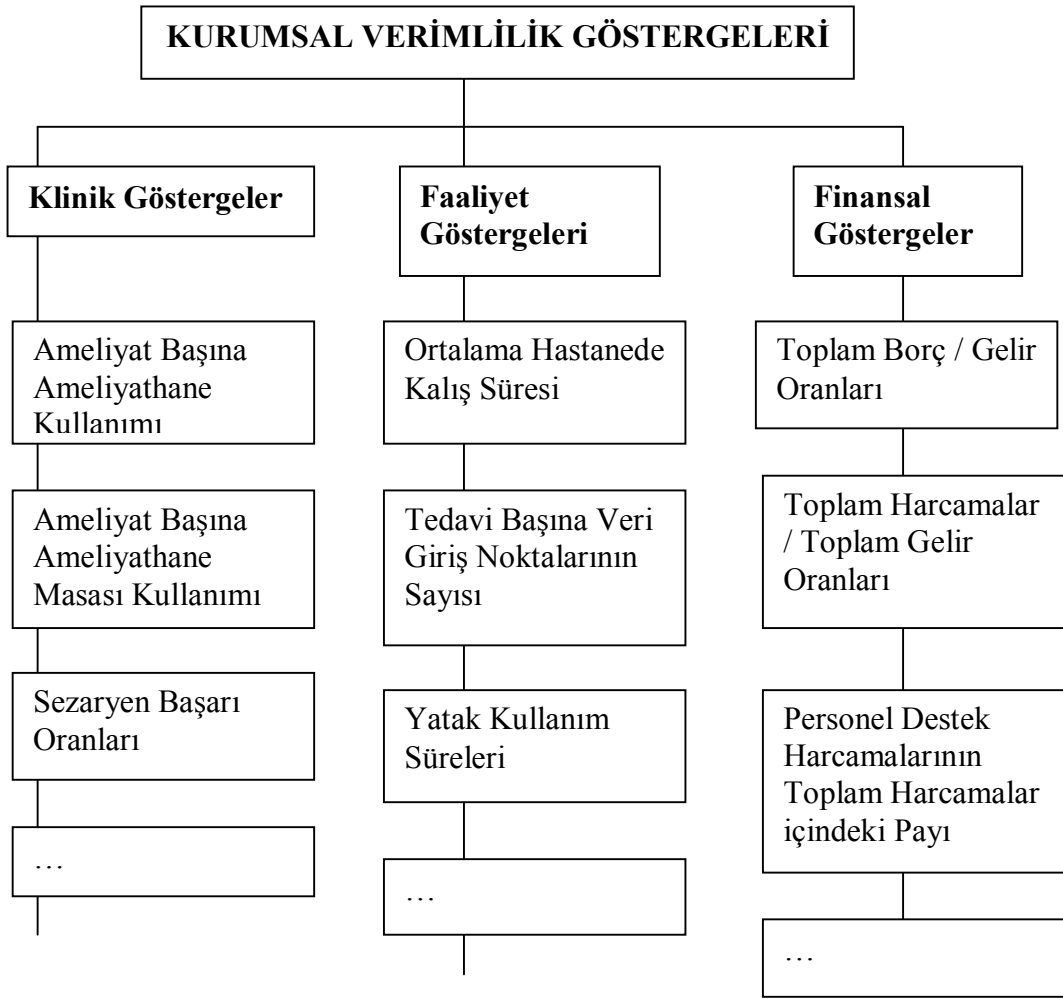 KURUMSAL VERİMLİLİK GÖSTERGELERİ
Klinik Göstergeler
Ameliyat Başına
Ameliyathane
Kullanımı
Ameliyat Başına
Ameliyathane
Masası Kullanımı
Sezaryen Başarı
Oranları
…
Faaliyet
Göstergeleri
Ortalama Hastanede
Kalış Süresi
Tedavi Başına Veri
Giriş Noktalarının
Sayısı
Yatak Kullanım
Süreleri
…
Finansal
Göstergeler
Toplam Borç / Gelir
Oranları
Toplam Harcamalar
/ Toplam Gelir
Oranları
Personel Destek
Harcamalarının
Toplam Harcamalar
içindeki Payı
…